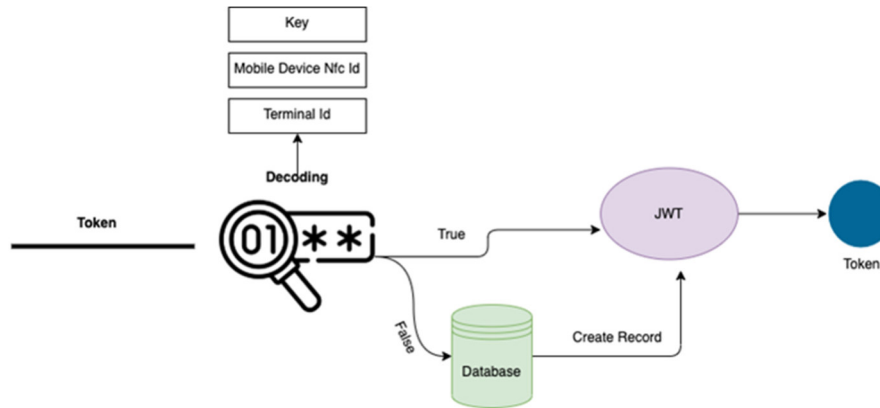 Key
Mobile Device Nfc Id
Terminal Id
Decoding
Token
01**
True
JWT
Token
False
Create Record
Database